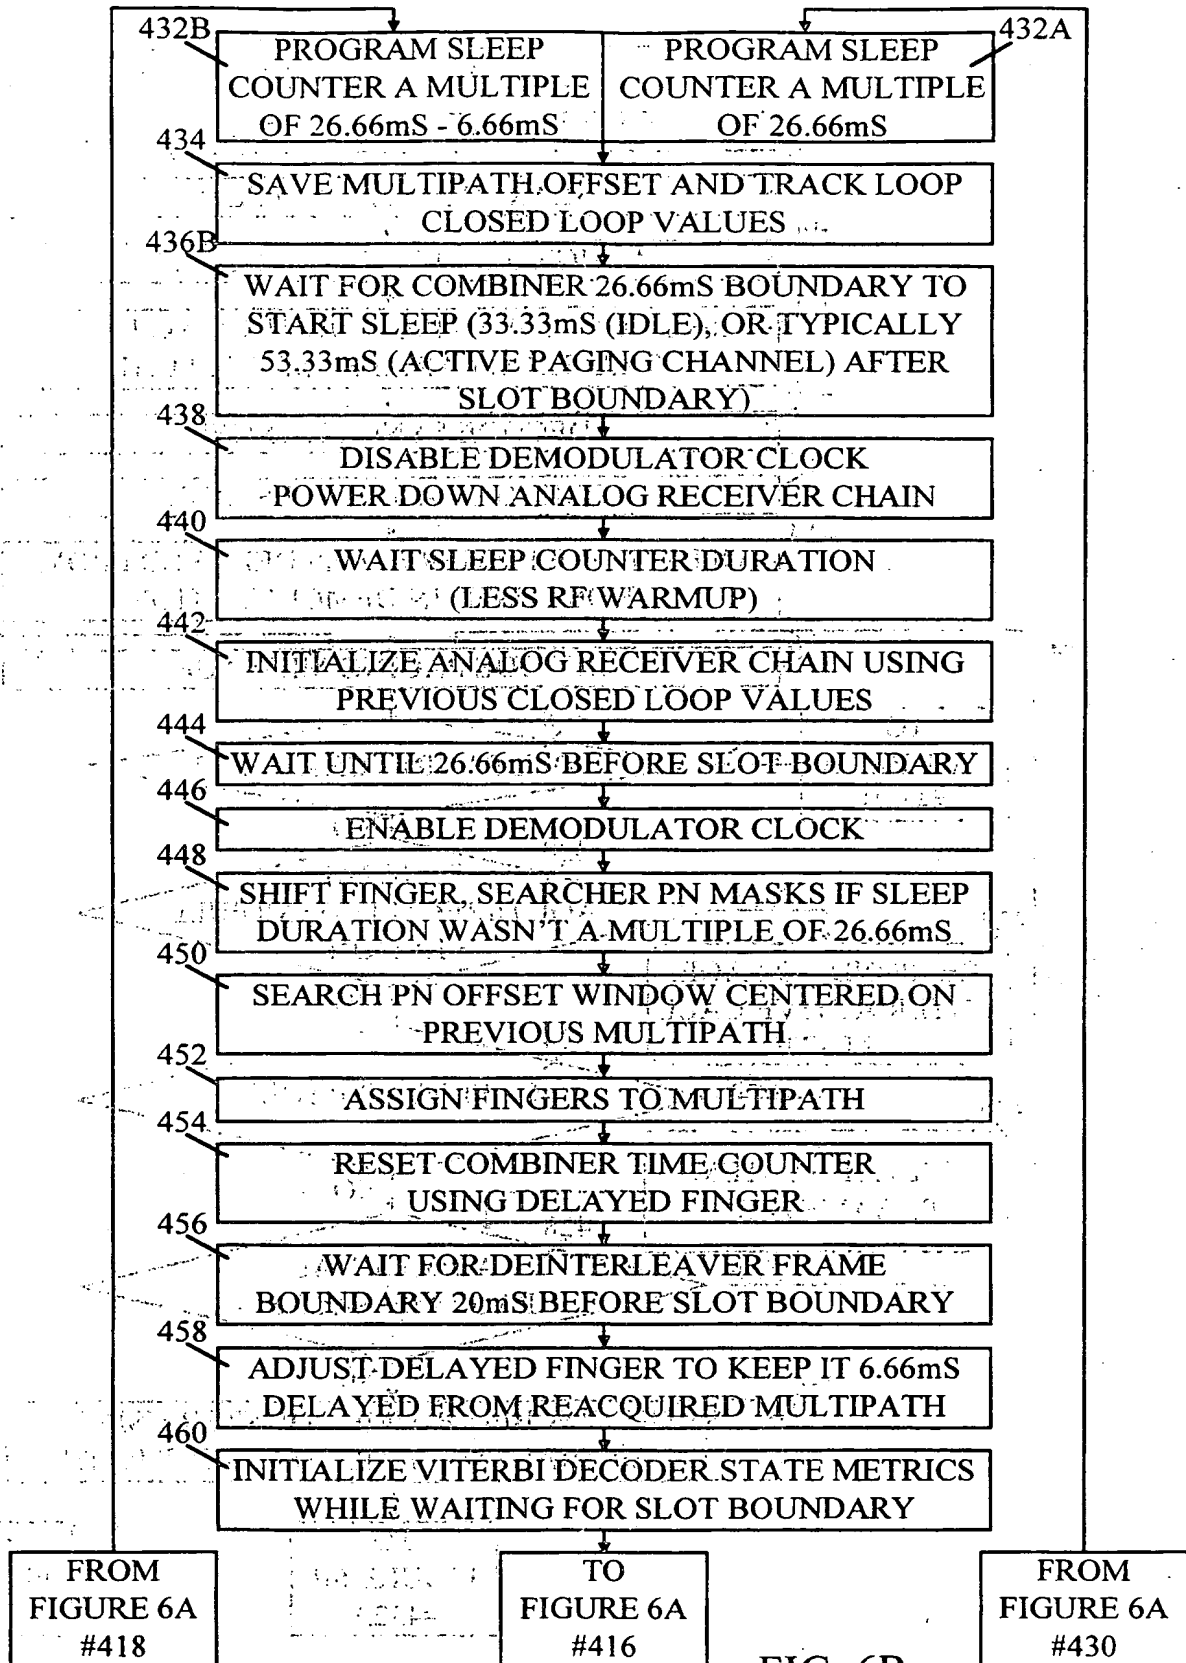 432B
PROGRAM SLEEP
COUNTER A MULTIPLE
OF 26.66mS - 6.66mS
432A
PROGRAM SLEEP
COUNTER A MULTIPLE
OF 26.66mS
434
SAVE MULTIPATH OFFSET AND TRACK LOOP
CLOSED LOOP VALUES
436B
WAIT FOR COMBINER 26.66mS BOUNDARY TO
START SLEEP (33.33mS (IDLE), OR TYPICALLY
53.33mS (ACTIVE PAGING CHANNEL) AFTER
SLOT BOUNDARY)
438
DISABLE DEMODULATOR CLOCK
POWER DOWN ANALOG RECEIVER CHAIN
440
WAIT SLEEP COUNTER DURATION
(LESS RF WARMUP)
442
INITIALIZE ANALOG RECEIVER CHAIN USING
PREVIOUS CLOSED LOOP VALUES
444
WAIT UNTIL 26.66mS BEFORE SLOT BOUNDARY
446
ENABLE DEMODULATOR CLOCK
448
SHIFT FINGER, SEARCHER PN MASKS IF SLEEP
DURATION WASN'T A MULTIPLE OF 26.66mS
450
SEARCH PN OFFSET WINDOW CENTERED ON
PREVIOUS MULTIPATH
452
ASSIGN FINGERS TO MULTIPATH
454
RESET COMBINER TIME COUNTER
USING DELAYED FINGER
456
WAIT FOR DEINTERLEAVER FRAME
BOUNDARY 20mS BEFORE SLOT BOUNDARY
458
ADJUST DELAYED FINGER TO KEEP IT 6.66mS
DELAYED FROM REACQUIRED MULTIPATH
460
INITIALIZE VITERBI DECODER STATE METRICS
WHILE WAITING FOR SLOT BOUNDARY
FROM
FIGURE 6A
#418
TO
FIGURE 6A
#416
FROM
FIGURE 6A
#430